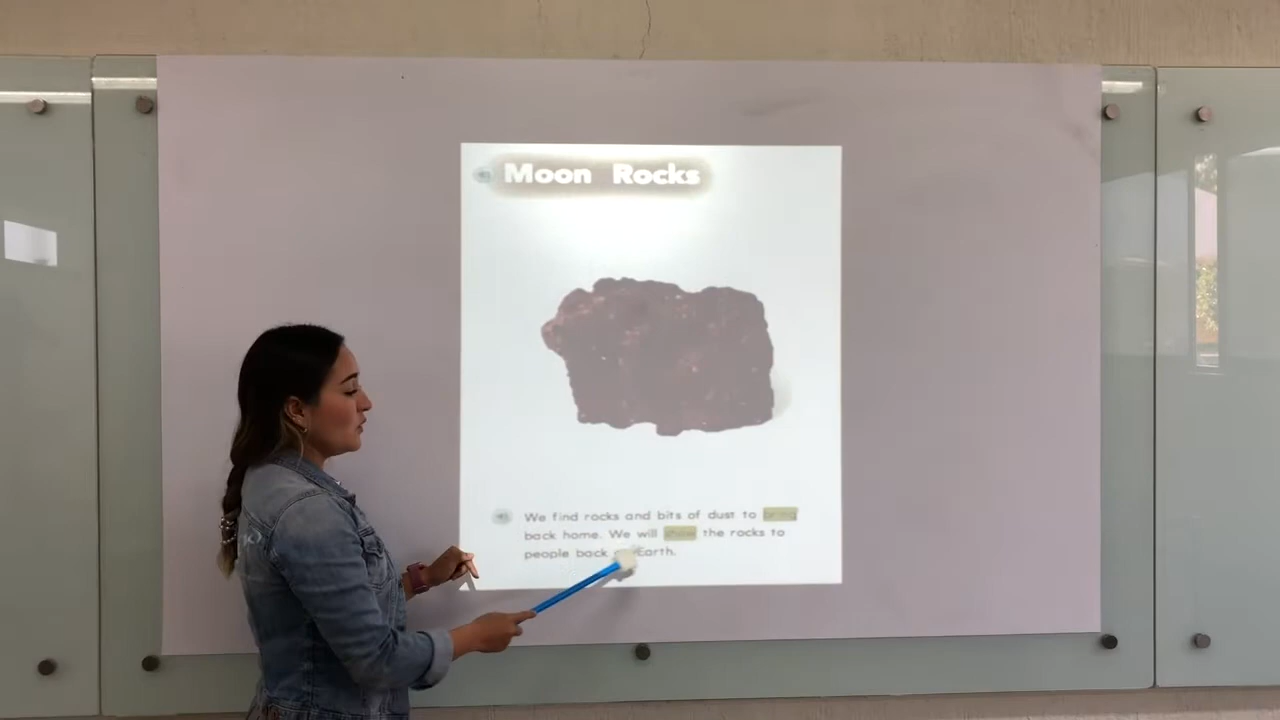 Moon Rocks
We find rocks and bits of dust to bring
back home. We will show the rocks to
people back Earth.